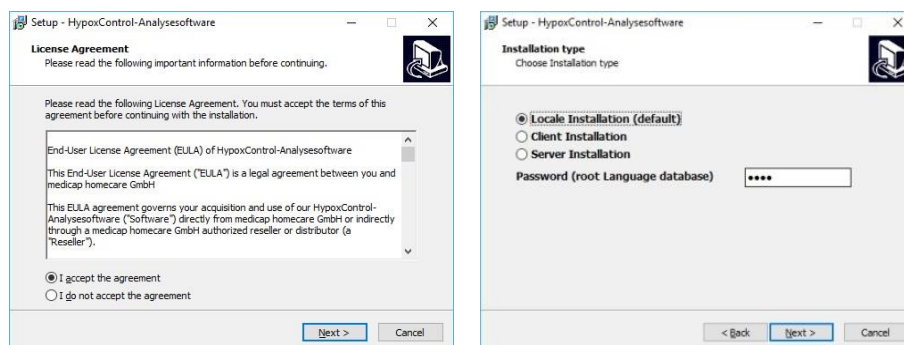 Setup - HypoxControl-Analysesoftware
License Agreement
Please read the following important information before continuing.
Please read the following License Agreement. You must accept the terms of this
agreement before continuing with the installation.
End-User License Agreement (EULA) of HypoxControl-Analysesoftware
This End-User License Agreement ("EULA") is a legal agreement between you and
medicap homecare GmbH
This EULA agreement governs your acquisition and use of our HypoxControl-
Analysesoftware ("Software") directly from medicap homecare GmbH or indirectly
through a medicap homecare GmbH authorized reseller or distributor (a
"Reseller").
I accept the agreement
I do not accept the agreement
Next >
Cancel
Setup - HypoxControl-Analysesoftware
Installation type
Choose Installation type
Locale Installation (default)
Client Installation
Server Installation
Password (root Language database)
< Back
Next >
Cancel